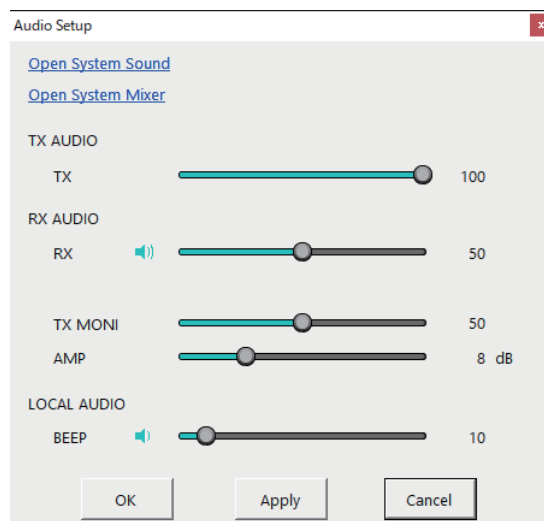 Audio Setup
Open System Sound
Open System Mixer
TX AUDIO
TX 100
RX AUDIO
RX 50
TX MONI 50
AMP 8 dB
LOCAL AUDIO
BEEP 10
OK Apply Cancel